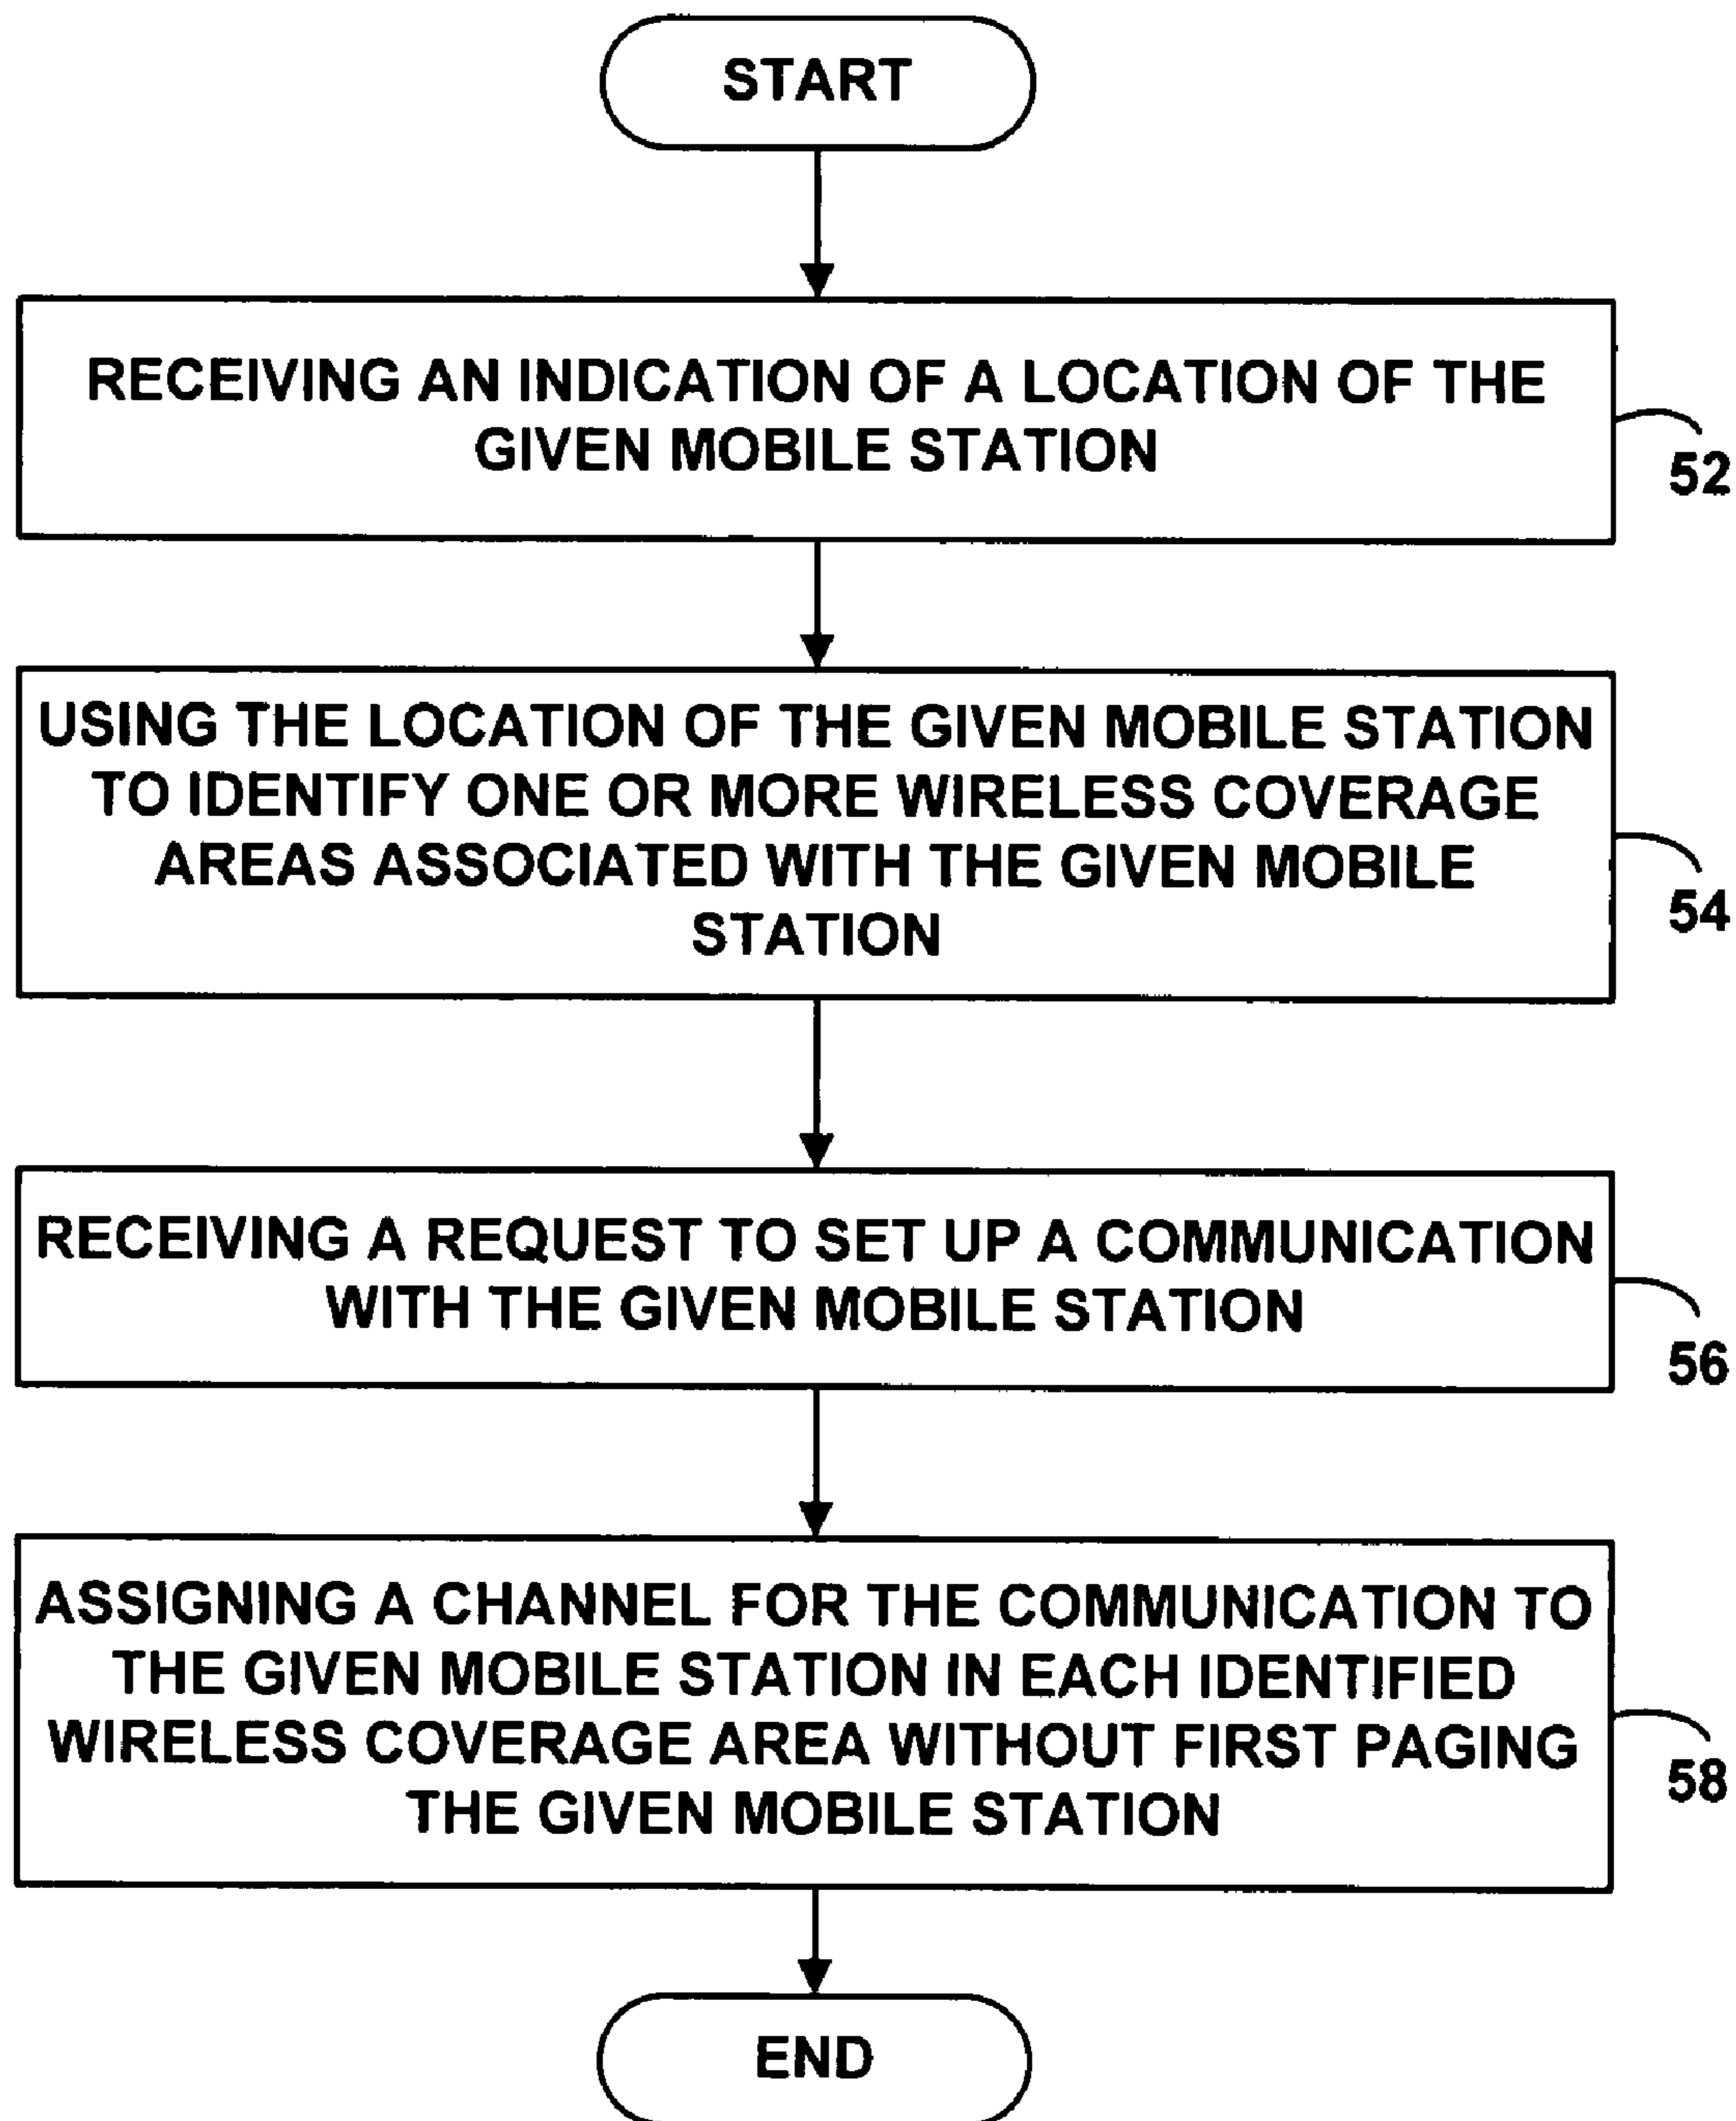 START
RECEIVING AN INDICATION OF A LOCATION OF THE
GIVEN MOBILE STATION
52
USING THE LOCATION OF THE GIVEN MOBILE STATION
TO IDENTIFY ONE OR MORE WIRELESS COVERAGE
AREAS ASSOCIATED WITH THE GIVEN MOBILE
STATION
54
RECEIVING A REQUEST TO SET UP A COMMUNICATION
WITH THE GIVEN MOBILE STATION
56
ASSIGNING A CHANNEL FOR THE COMMUNICATION TO
THE GIVEN MOBILE STATION IN EACH IDENTIFIED
WIRELESS COVERAGE AREA WITHOUT FIRST PAGING
THE GIVEN MOBILE STATION
58
END